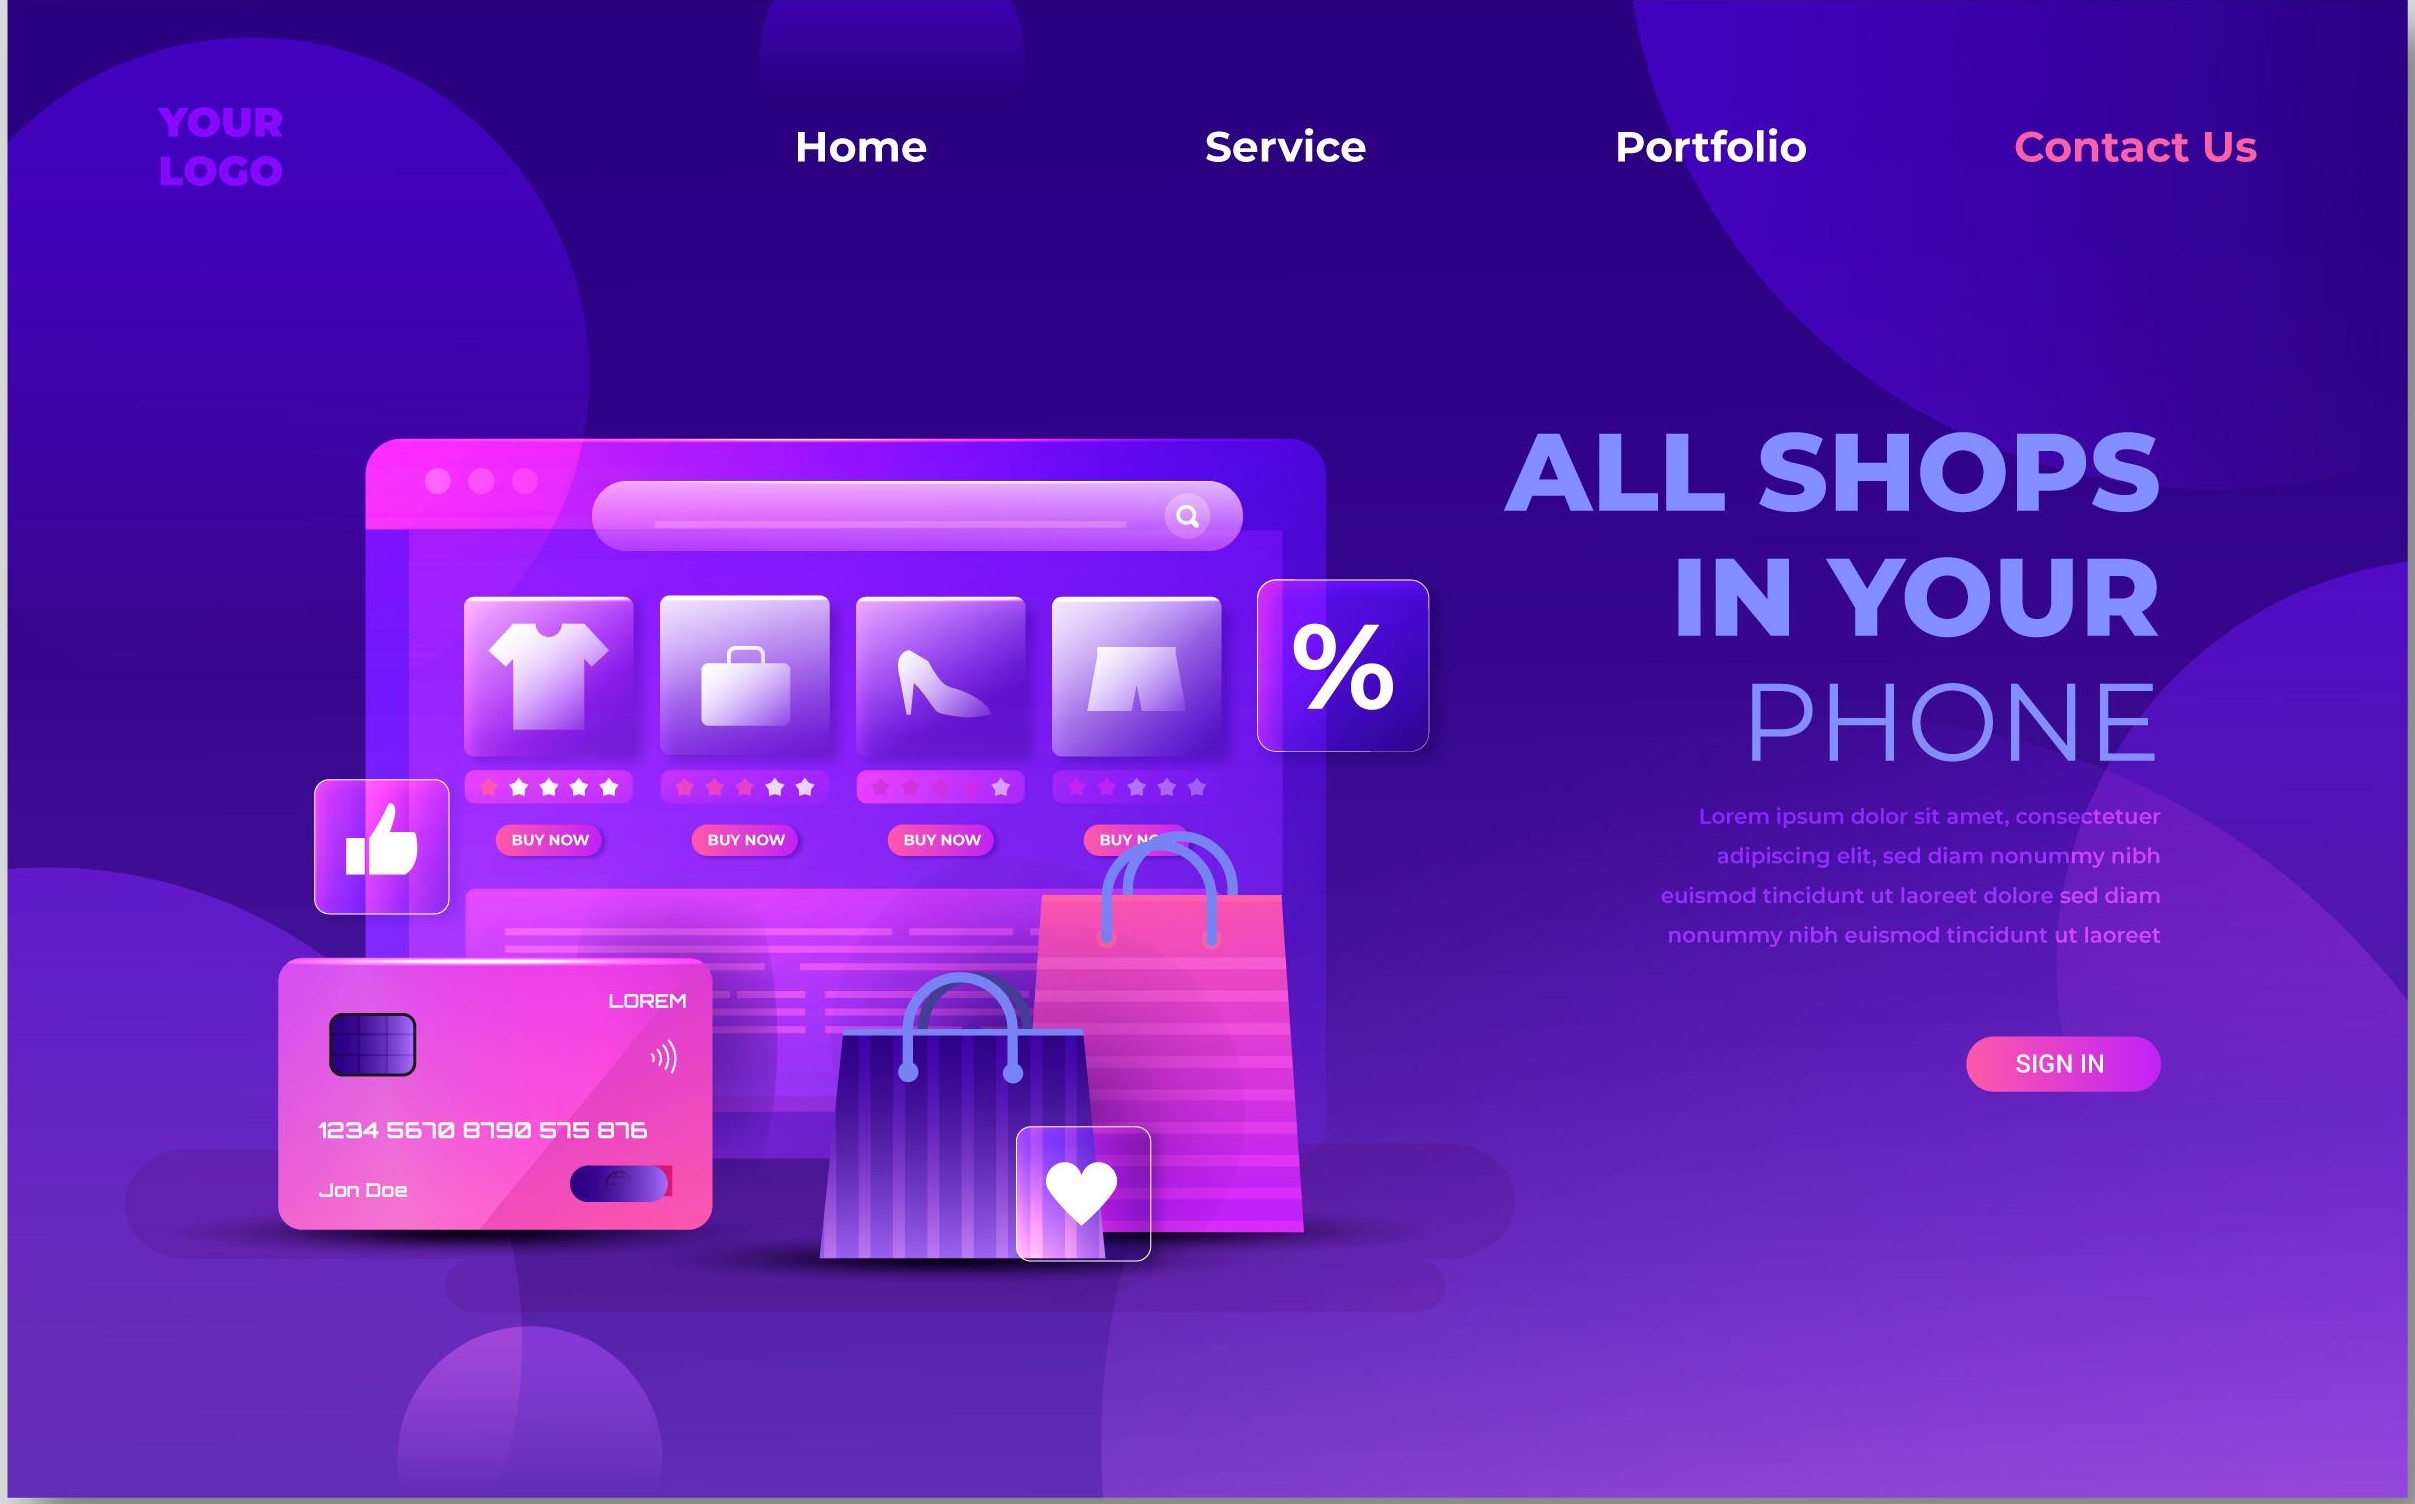 YOUR
LOGO
Home
Service
Portfolio
Contact Us
ALL SHOPS
IN YOUR
PHONE
Lorem ipsum dolor sit amet, consectetuer
adipiscing elit, sed diam nonummy nibh
euismod tincidunt ut laoreet dolore sed diam
nonummy nibh euismod tincidunt ut laoreet
SIGN IN
%
BUY NOW
BUY NOW
BUY NOW
BUY
LOREM
1234 5670 8790 575 876
Jon Doe